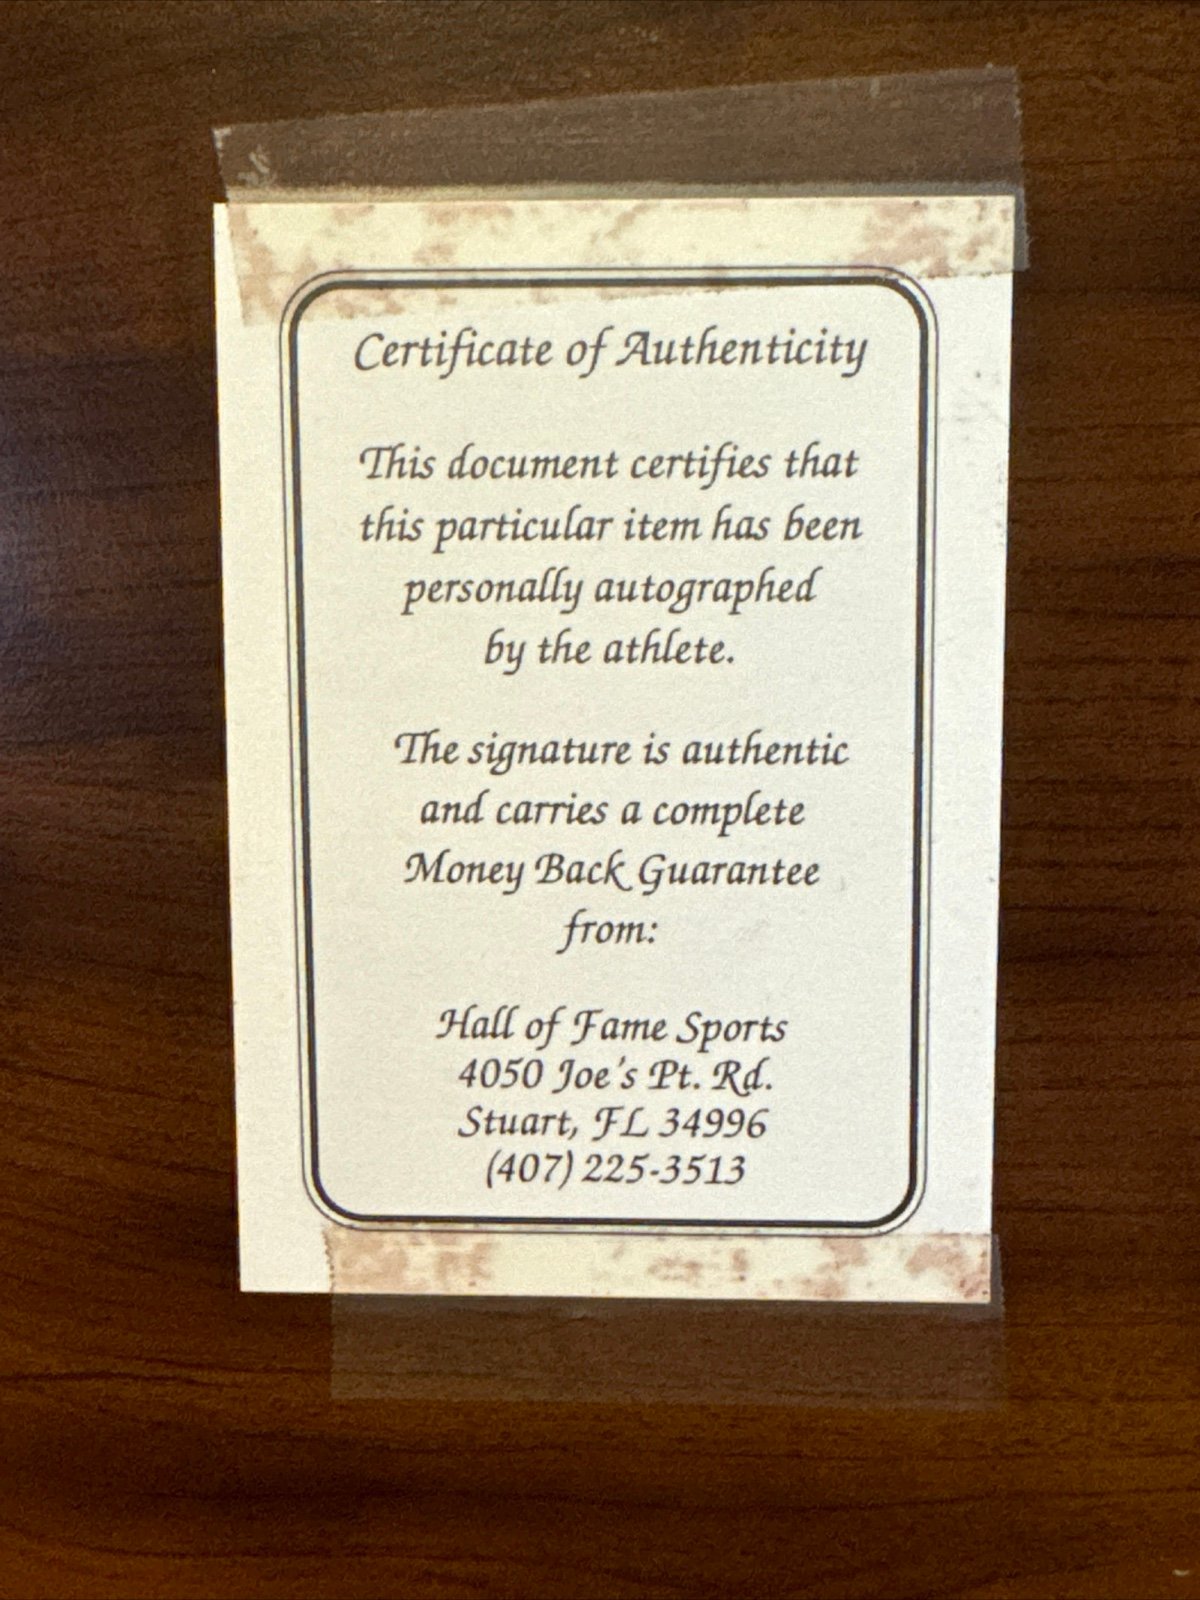 Certificate of Authenticity
This document certifies that
this particular item has been
personally autographed
by the athlete.
The signature is authentic
and carries a complete
Money Back Guarantee
from:
Hall of Fame Sports
4050 Joe's Pt. Rd.
Stuart, FL 34996
(407) 225-3513